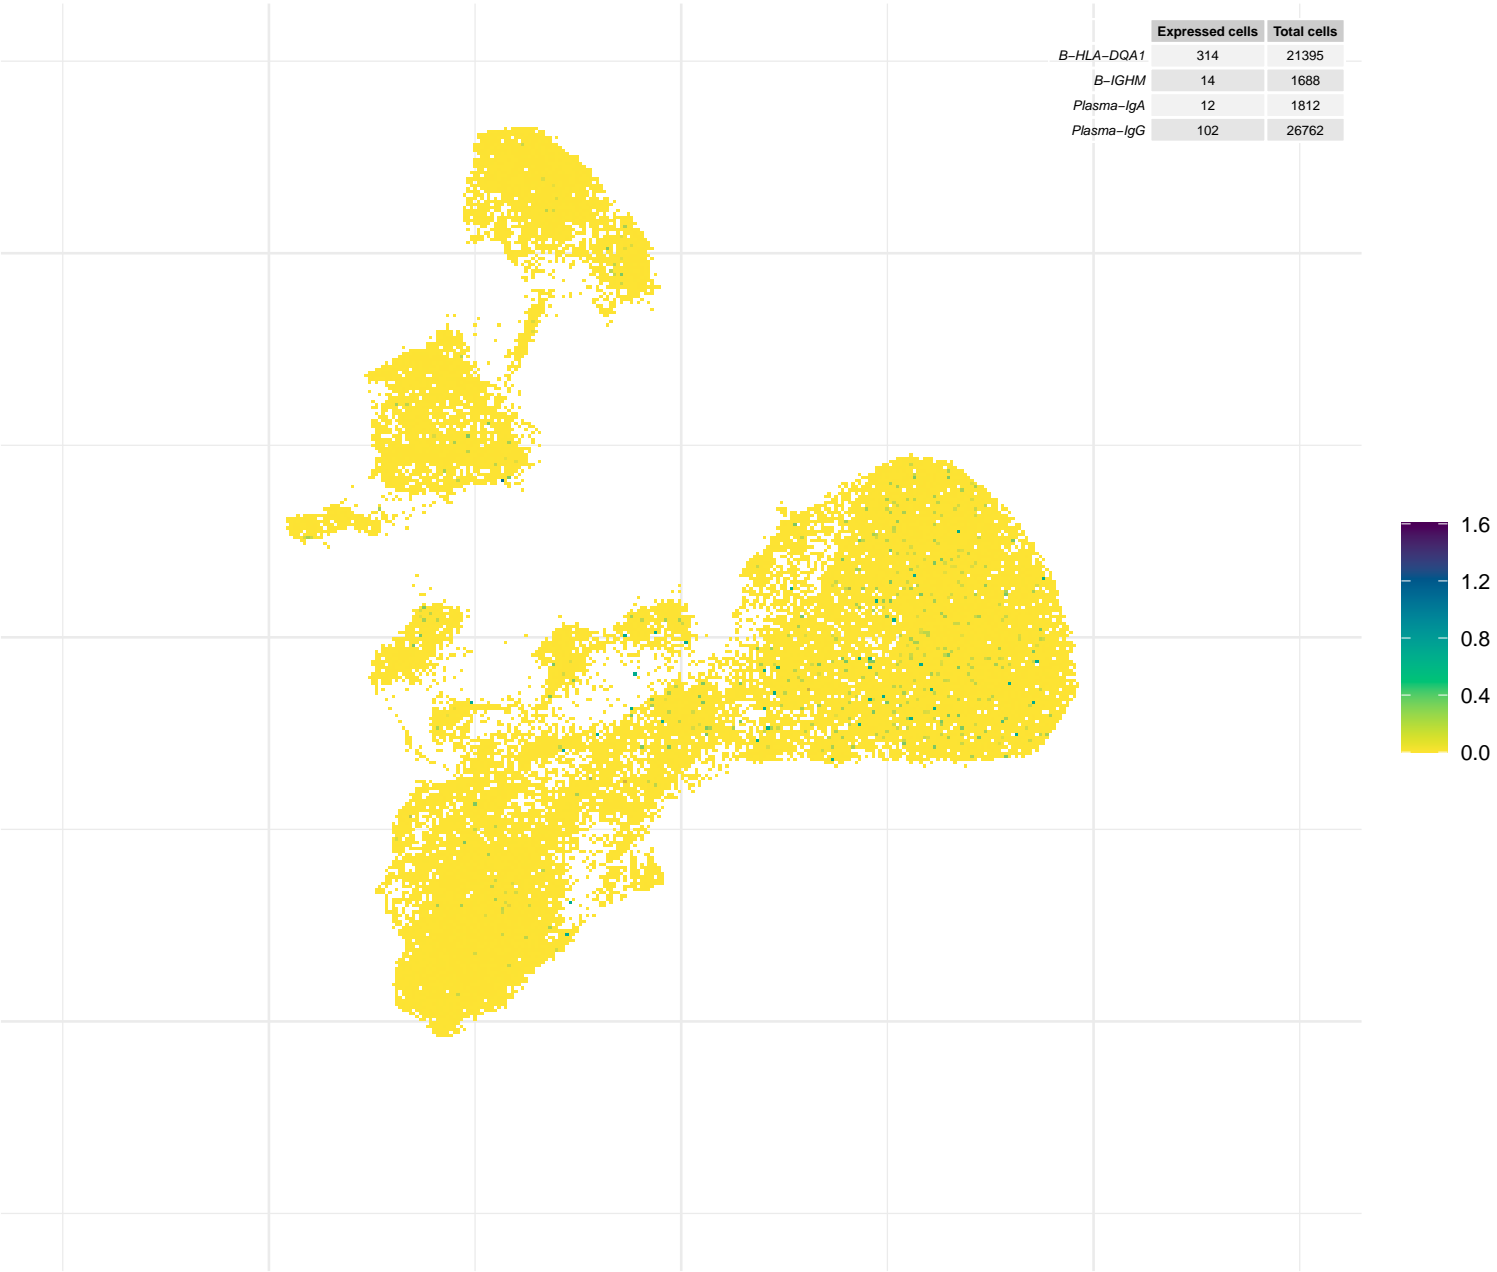 Expressed cells Total cells
B−HLA−DQA1 314 21395
B−IGHM 14 1688
Plasma−IgA 12 1812
Plasma−IgG 102 26762
1.6
1.2
0.8
0.4
0.0